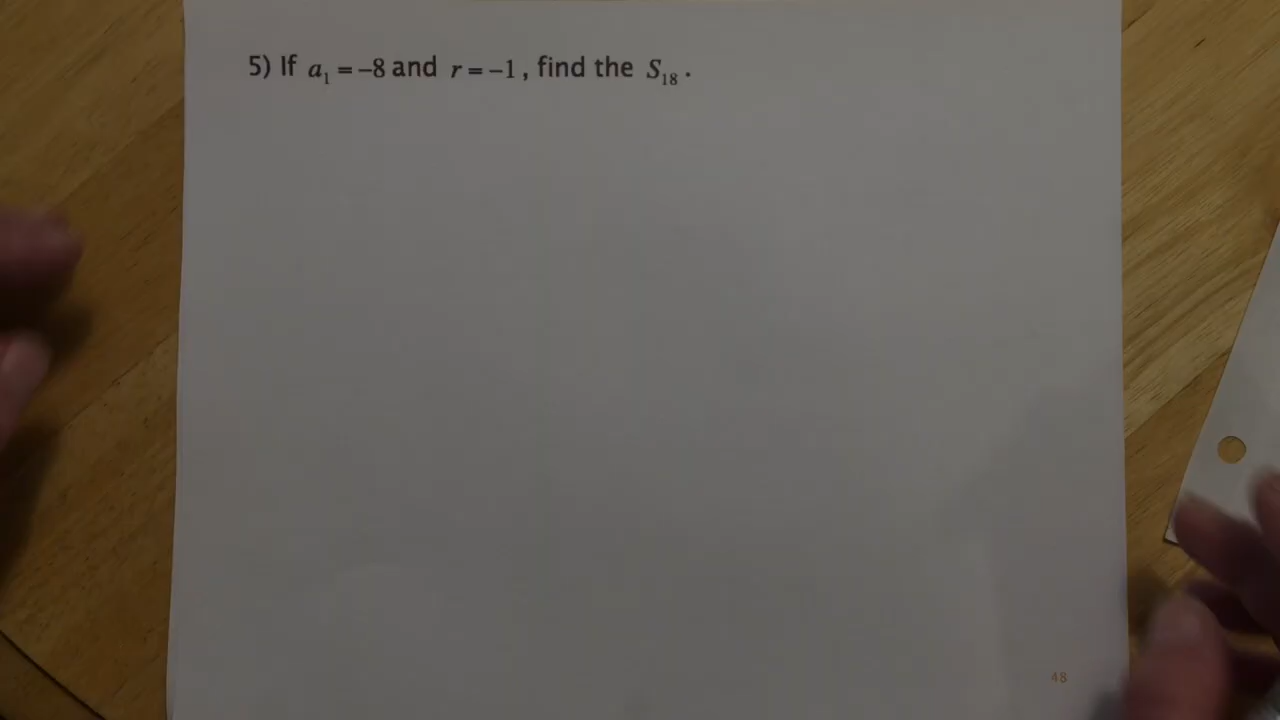 5) If a₁ = –8 and r = –1, find the S₁₈.
48